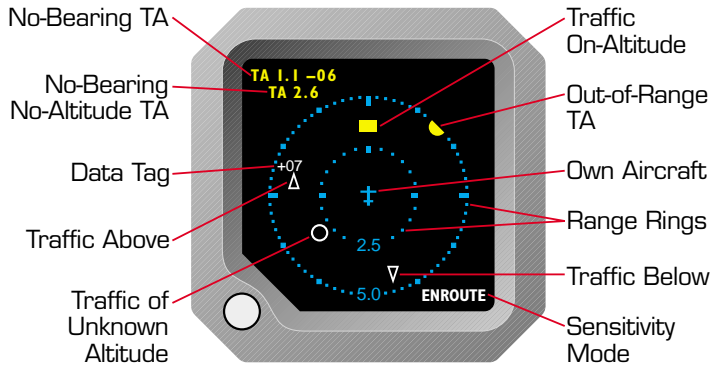 No-Bearing TA
No-Bearing
No-Altitude TA
Data Tag
Traffic Above
Traffic of
Unknown
Altitude
TA 1.1 –06
TA 2.6
+07
2.5
5.0
ENROUTE
Traffic
On-Altitude
Out-of-Range
TA
Own Aircraft
Range Rings
Traffic Below
Sensitivity
Mode